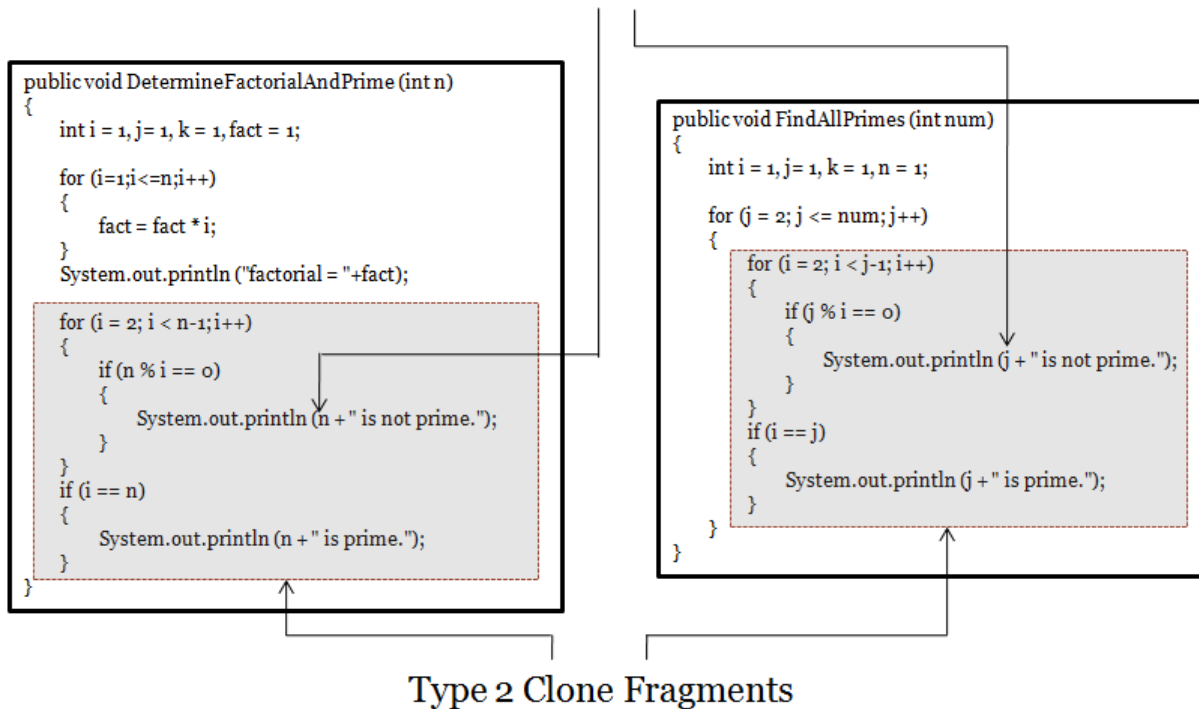 public void DetermineFactorialAndPrime (int n)
{
int i = 1, j= 1, k = 1, fact = 1;
for (i=1;i<=n;i++)
{
fact = fact * i;
}
System.out.println ("factorial = "+fact);
for (i = 2; i < n-1; i++)
{
if (n % i == 0)
{
System.out.println (n + " is not prime.");
}
}
if (i == n)
{
System.out.println (n + " is prime.");
}
}
public void FindAllPrimes (int num)
{
int i = 1, j= 1, k = 1, n = 1;
for (j = 2; j <= num; j++)
{
for (i = 2; i < j-1; i++)
{
if (j % i == 0)
{
System.out.println (j + " is not prime.");
}
}
if (i == j)
{
System.out.println (j + " is prime.");
}
}
}
Type 2 Clone Fragments